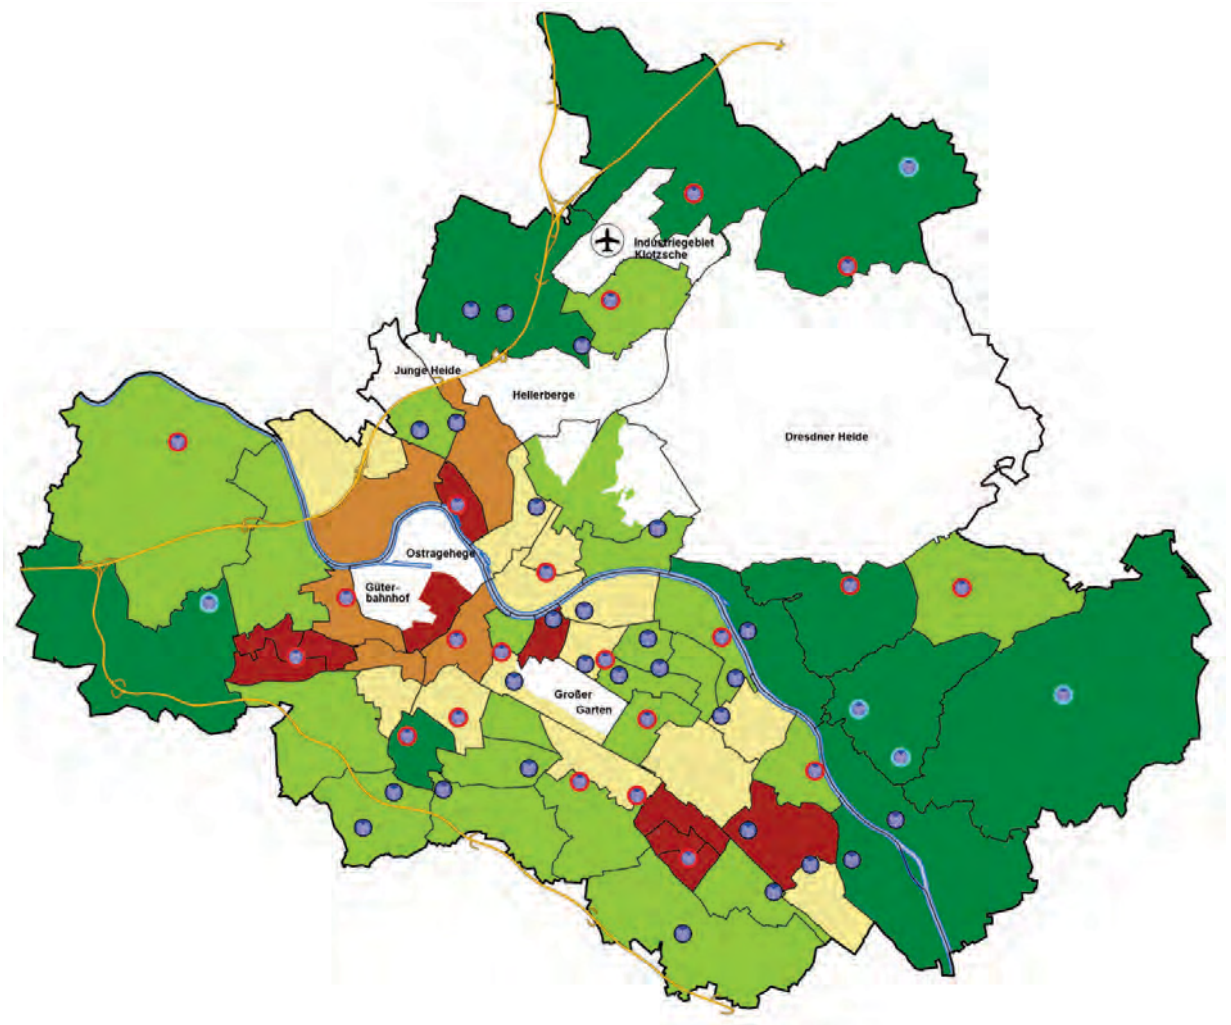 Industriegebiet
Klotzsche
Junge Heide
Hellerberge
Dresdner Heide
Ostragehege
Güter-
bahnhof
Großer
Garten